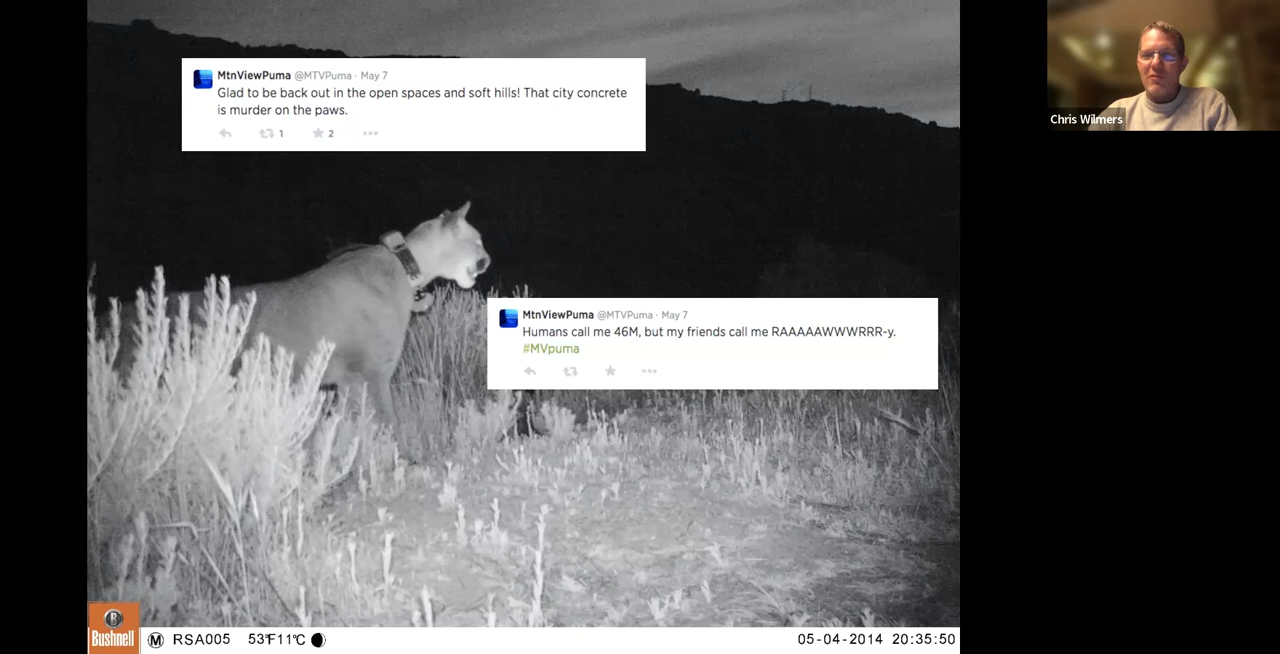 MtnViewPuma @MTVPuma · May 7
Glad to be back out in the open spaces and soft hills! That city concrete
is murder on the paws.
1 2
Chris Wilmers
MtnViewPuma @MTVPuma · May 7
Humans call me 46M, but my friends call me RAAAAAWWWRRR-y.
#MVpuma
Bushnell
M RSA005 53°F11°C 05-04-2014 20:35:50